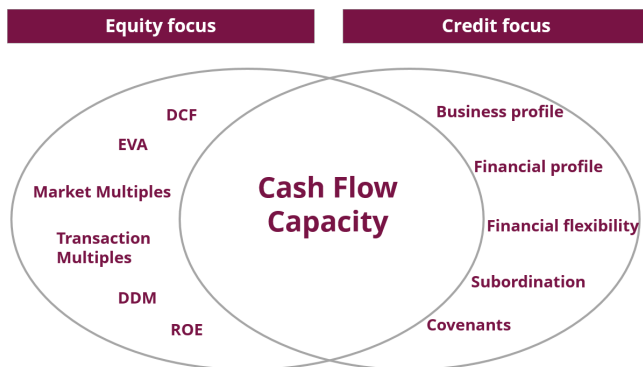 Equity focus
Credit focus
DCF
EVA
Market Multiples
Transaction
Multiples
DDM
ROE
Cash Flow
Capacity
Business profile
Financial profile
Financial flexibility
Subordination
Covenants